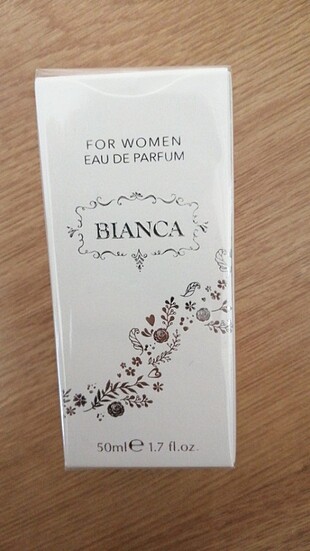 FOR WOMEN
EAU DE PARFUM
BIANCA
50ml℮ 1.7 fl.oz.